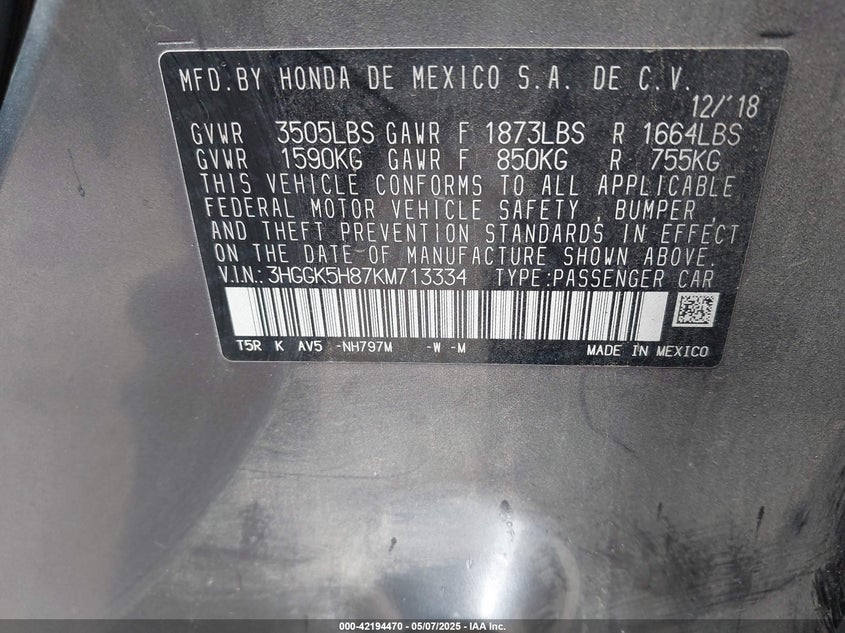 MFD.BY HONDA DE MEXICO S.A. DE C.V.
12/'18
GVWR 3505LBS GAWR F 1873LBS R 1664LBS
GVWR 1590KG GAWR F 850KG R 755KG
THIS VEHICLE CONFORMS TO ALL APPLICABLE
FEDERAL MOTOR VEHICLE SAFETY , BUMPER ,
AND THEFT PREVENTION STANDARDS IN EFFECT
ON THE DATE OF MANUFACTURE SHOWN ABOVE.
V.I.N.:3HGGK5H87KM713334 TYPE:PASSENGER CAR
T5R K AV5 -NH797M -W -M MADE IN MEXICO
000-42194470 - 05/07/2025 - IAA Inc.